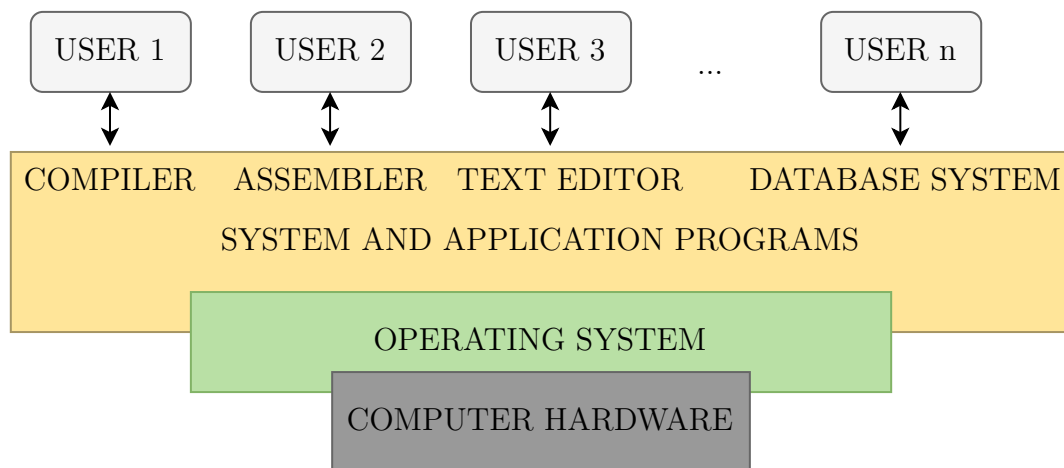 USER 1 USER 2 USER 3 ... USER n
COMPILER ASSEMBLER TEXT EDITOR DATABASE SYSTEM
SYSTEM AND APPLICATION PROGRAMS
OPERATING SYSTEM
COMPUTER HARDWARE